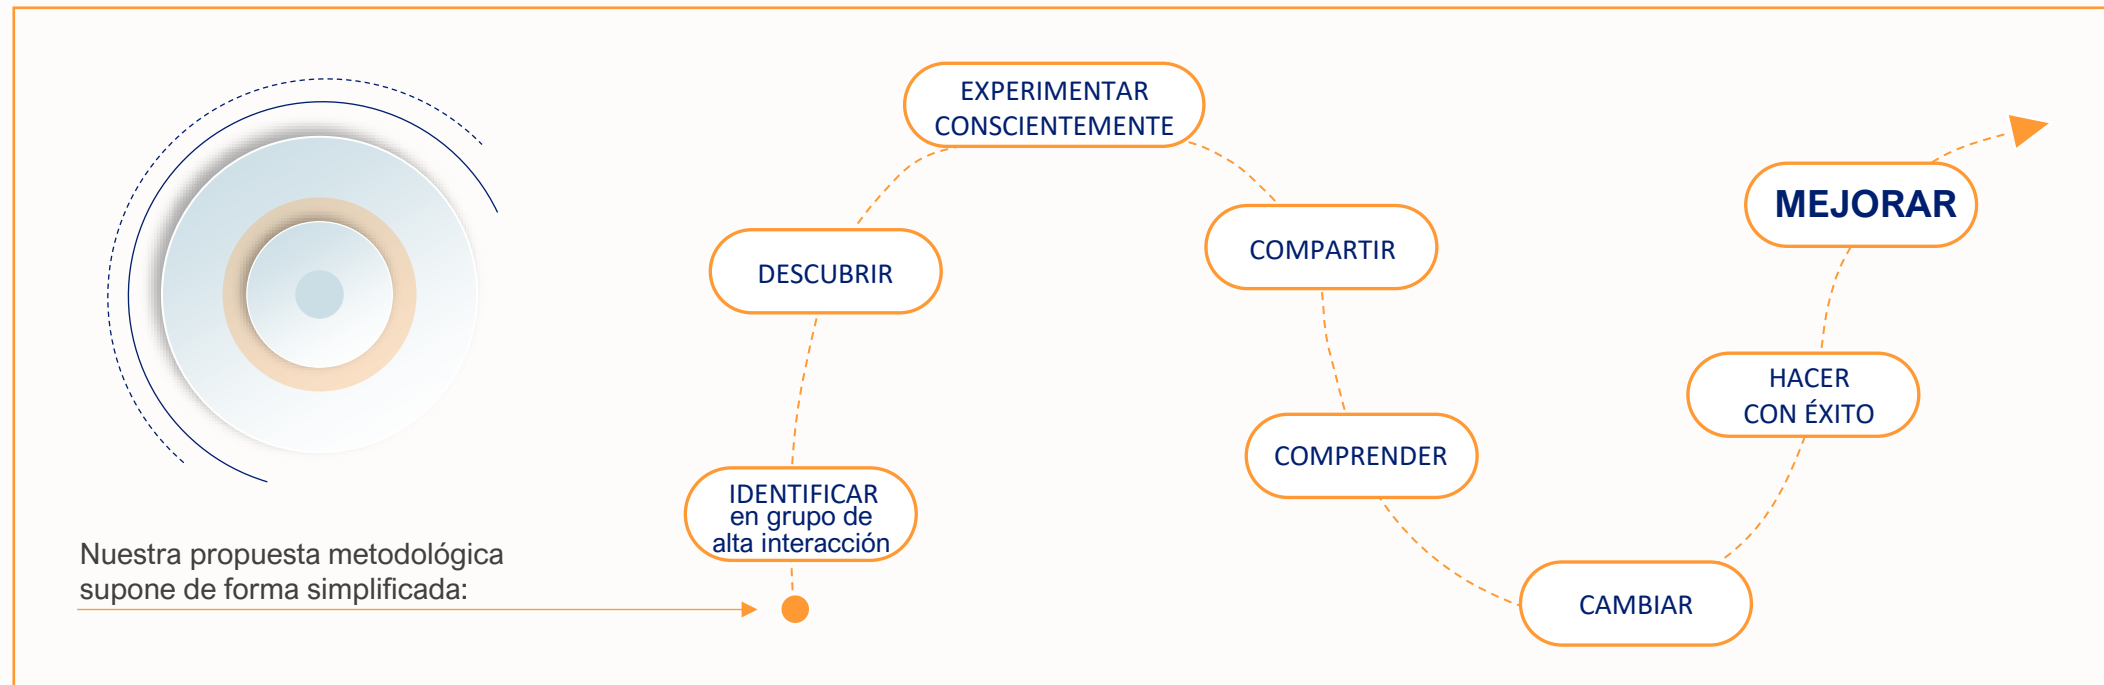 Nuestra propuesta metodológica
supone de forma simplificada:
IDENTIFICAR
en grupo de
alta interacción
DESCUBRIR
EXPERIMENTAR
CONSCIENTEMENTE
COMPARTIR
COMPRENDER
CAMBIAR
HACER
CON ÉXITO
MEJORAR